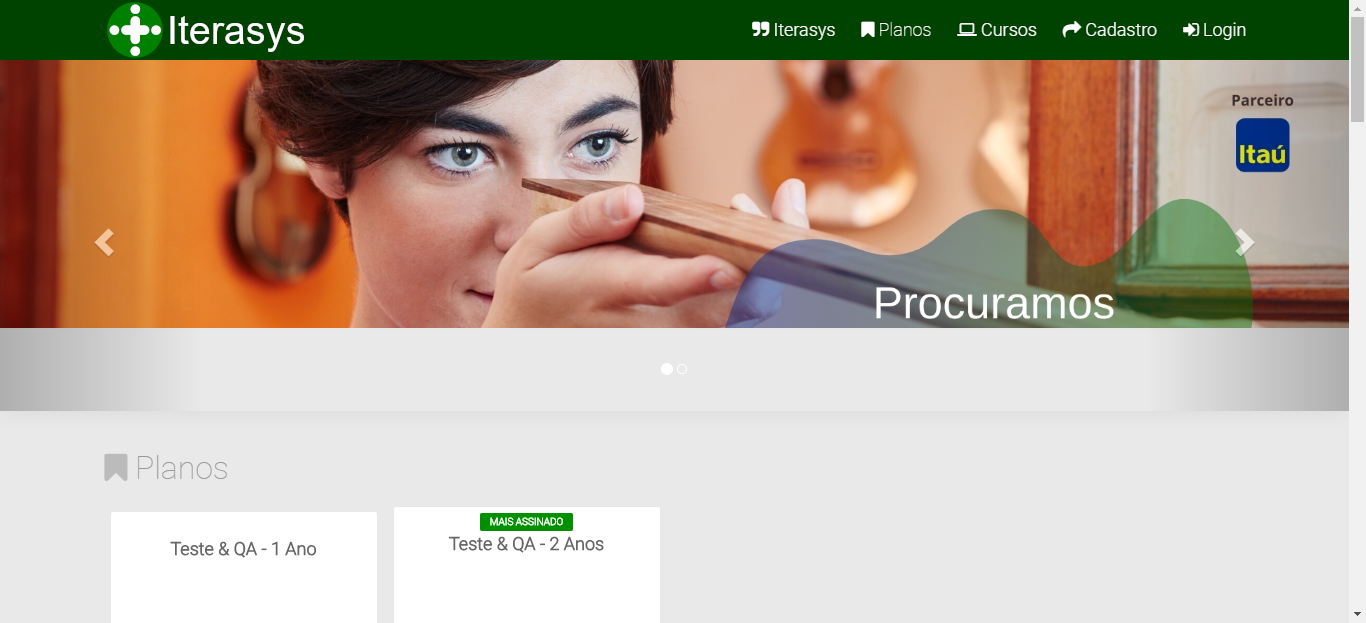 Iterasys
Iterasys Planos Cursos Cadastro Login
Parceiro
Itaú
Procuramos
Planos
Teste & QA - 1 Ano
MAIS ASSINADO
Teste & QA - 2 Anos